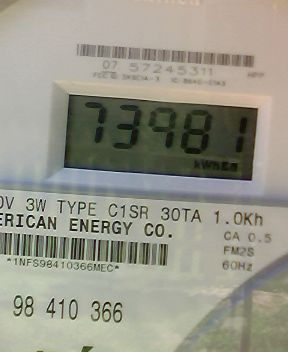 07 57245311
73981
kWh
0V 3W TYPE C1SR 30TA 1.0Kh
ERICAN ENERGY CO.
CA 0.5
FM2S
60Hz
*1NFS98410366MEC*
98 410 366